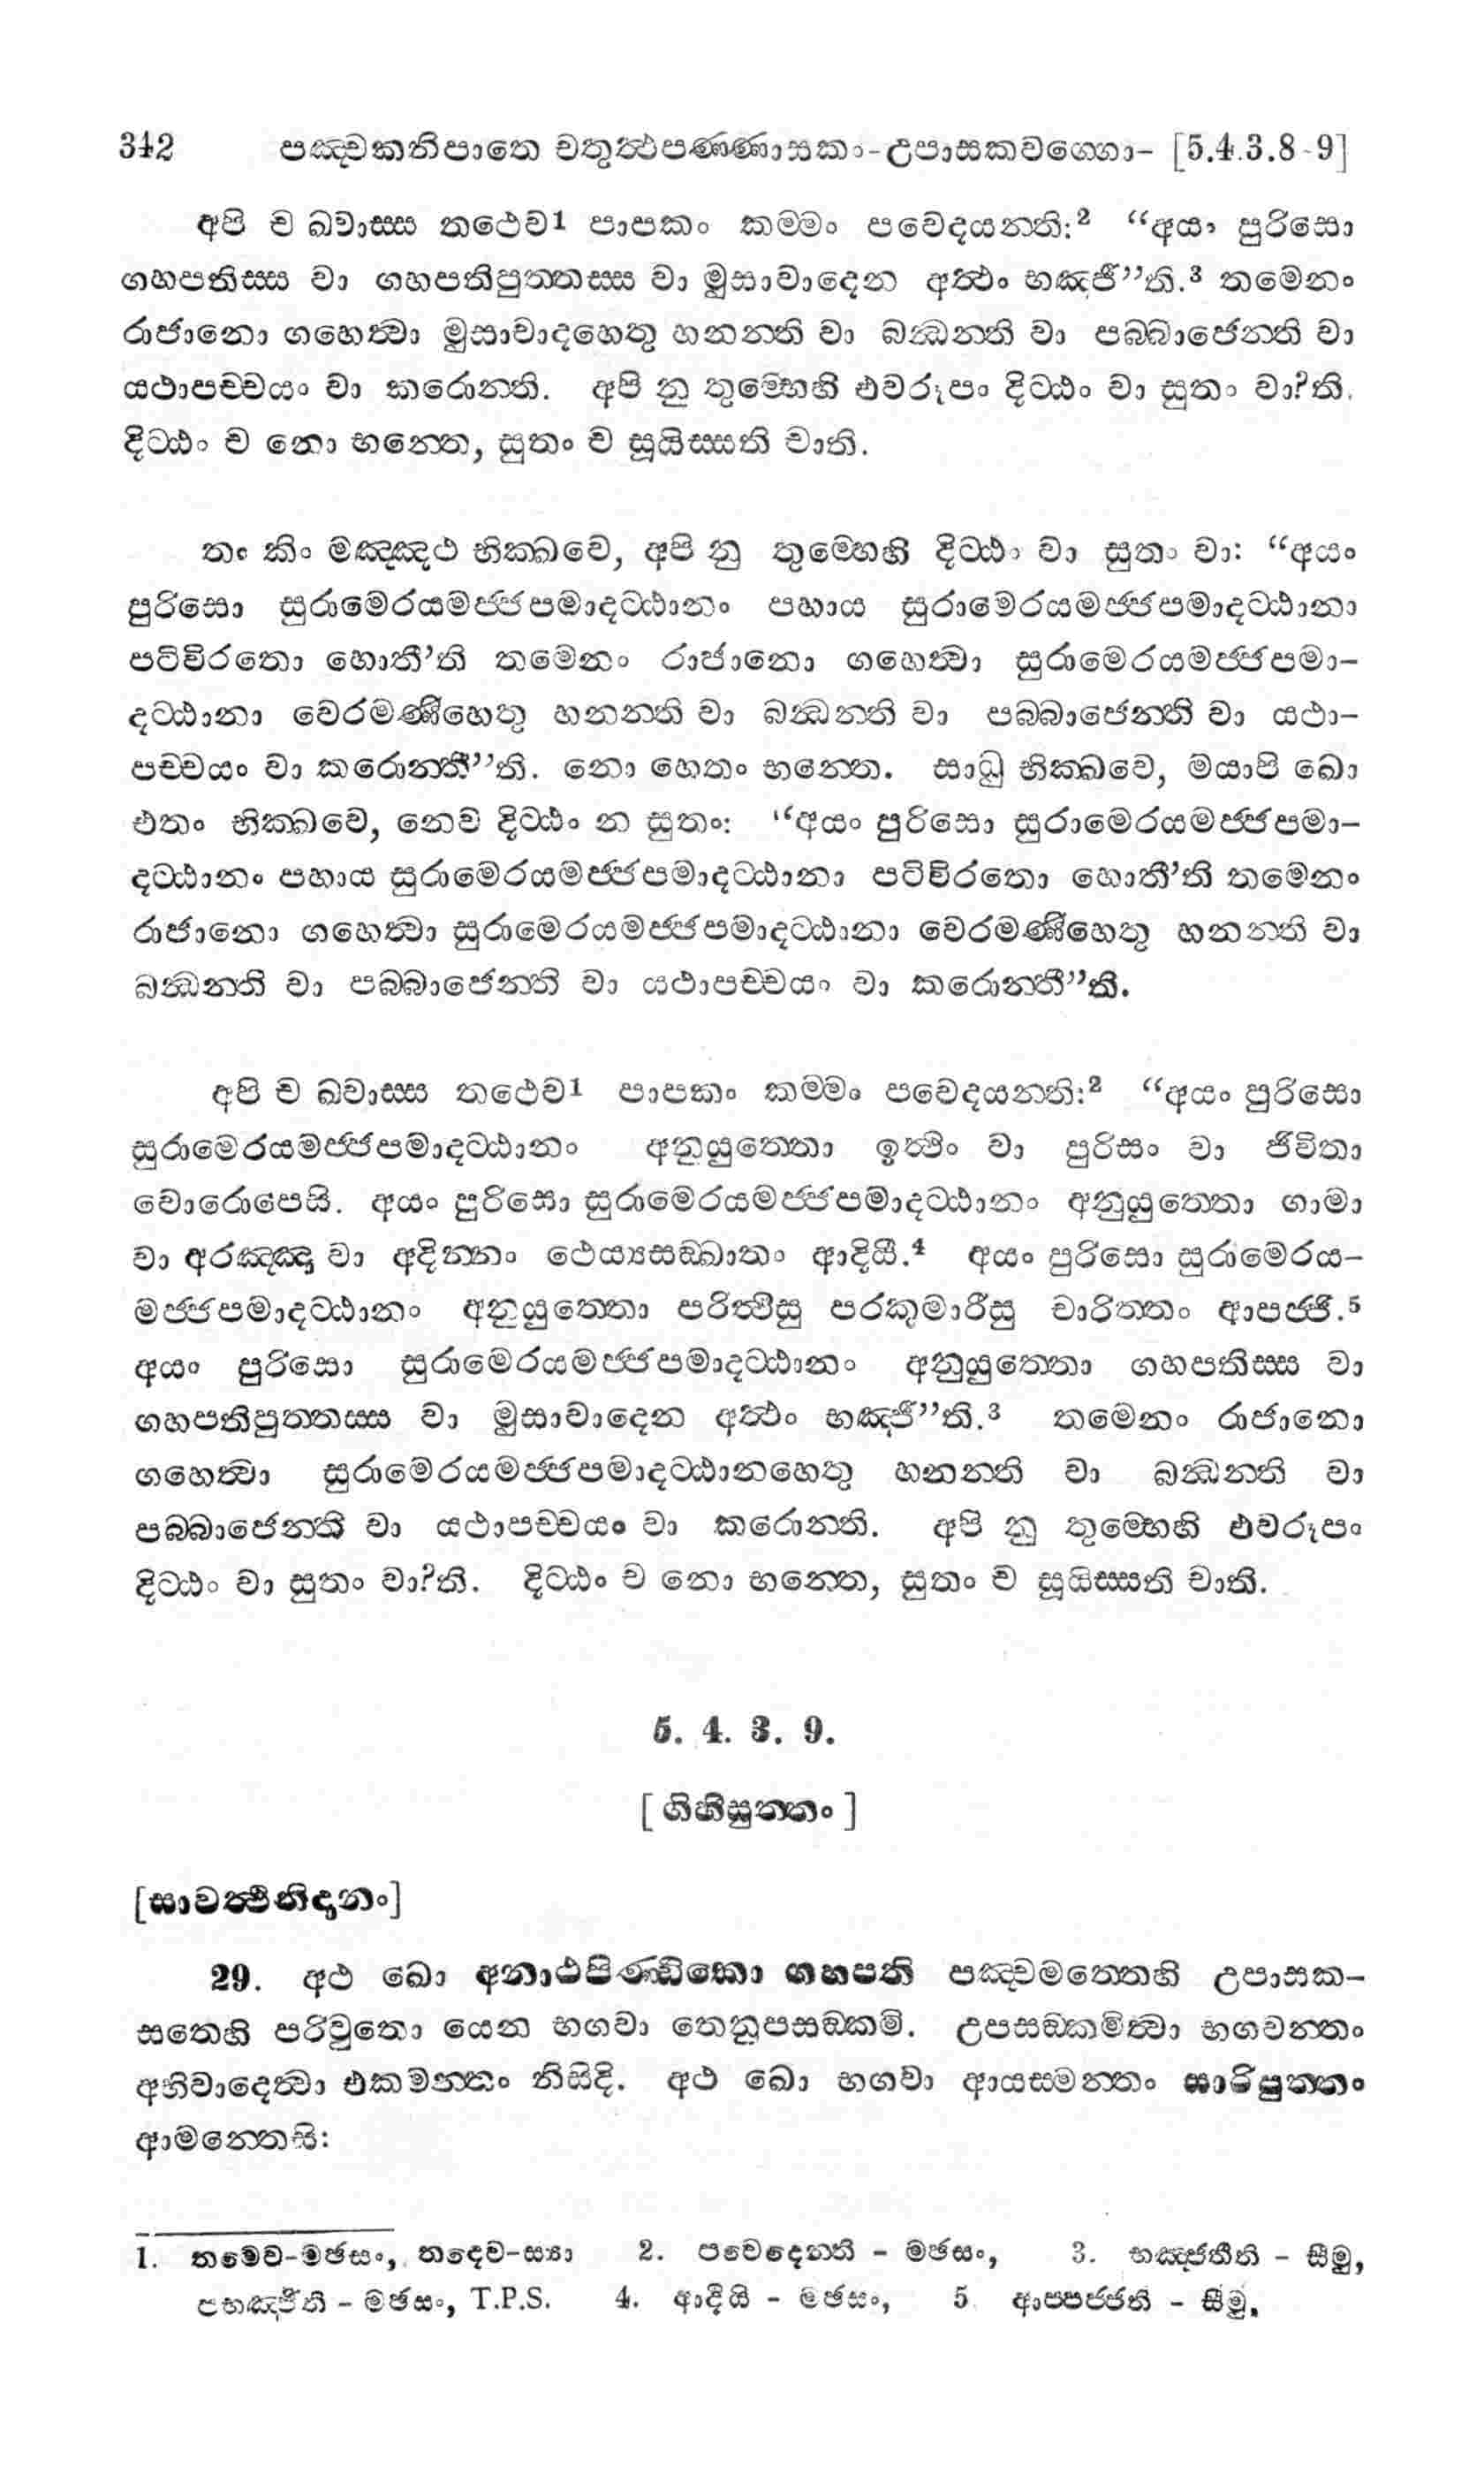 342 පඤ්චකනිපාතෙ චතුත්ථපණ්ණාසකා-උපාසකවග්ගො- [5.4.3.8-9]
අපි ච ඛ්වාස්ස තථෙව1 පාපකං කම්මං පවෙදයන්ති:2 “අයං පුරිසො
ගහපතිස්ස වා ගහපතිපුත්තස්ස වා මුසාවාදෙන අත්ථං භඤ්ජී”ති.3 තමෙනං
රාජානො ගහෙත්වා මුසාවාදහෙතු හනන්ති වා බන්ධන්ති වා පබ්බාජෙන්ති වා
යථාපච්චයං වා කරොන්ති. අපි නු තුම්හෙහි එවරූපං දිට්ඨං වා සුතං වා?ති.
දිට්ඨං ච නො භන්තෙ, සුතං ච සූයිස්සති චාති.
තං කිං මඤ්ඤථ භික්ඛවෙ, අපි නු තුම්හෙහි දිට්ඨං වා සුතං වා: “අයං
පුරිසො සුරාමෙරයමජ්ජපමාදට්ඨානං පහාය සුරාමෙරයමජ්ජපමාදට්ඨානා
පටිවිරතො හොතී’ති තමෙනං රාජානො ගහෙත්වා සුරාමෙරයමජ්ජපමා-
දට්ඨානා වෙරමණීහෙතු හනන්ති වා බන්ධන්ති වා පබ්බාජෙන්ති වා යථා-
පච්චයං වා කරොන්තී”ති. නො හෙතං භන්තෙ. සාධු භික්ඛවෙ, මයාපි ඛො
එතං භික්ඛවෙ, නෙව දිට්ඨං න සුතං: “අයං පුරිසො සුරාමෙරයමජ්ජපමා-
දට්ඨානං පහාය සුරාමෙරයමජ්ජපමාදට්ඨානා පටිවිරතො හොතී’ති තමෙනං
රාජානො ගහෙත්වා සුරාමෙරයමජ්ජපමාදට්ඨානා වෙරමණීහෙතු හනන්ති වා
බන්ධන්ති වා පබ්බාජෙන්ති වා යථාපච්චයං වා කරොන්තී”ති.
අපි ච ඛ්වාස්ස තථෙව1 පාපකං කම්මං පවෙදයන්ති:2 “අයං පුරිසො
සුරාමෙරයමජ්ජපමාදට්ඨානං අනුයුත්තො ඉත්ථිං වා පුරිසං වා ජීවිතා
වොරොපෙසි. අයං පුරිසො සුරාමෙරයමජ්ජපමාදට්ඨානං අනුයුත්තො ගාමා
වා අරඤ්ඤා වා අදින්නං ථෙය්‍යසඞ්ඛාතං ආදියී.4 අයං පුරිසො සුරාමෙරය-
මජ්ජපමාදට්ඨානං අනුයුත්තො පරිත්ථීසු පරකුමාරීසු චාරිත්තං ආපජ්ජි.5
අයං පුරිසො සුරාමෙරයමජ්ජපමාදට්ඨානං අනුයුත්තො ගහපතිස්ස වා
ගහපතිපුත්තස්ස වා මුසාවාදෙන අත්ථං භඤ්ජී”ති.3 තමෙනං රාජානො
ගහෙත්වා සුරාමෙරයමජ්ජපමාදට්ඨානහෙතු හනන්ති වා බන්ධන්ති වා
පබ්බාජෙන්ති වා යථාපච්චයං වා කරොන්ති. අපි නු තුම්හෙහි එවරූපං
දිට්ඨං වා සුතං වා?ති. දිට්ඨං ච නො භන්තෙ, සුතං ච සූයිස්සති චාති.
5. 4. 3. 9.
[ ගිහිසුත්තං ]
[සාවත්ථිනිදානං]
29. අථ ඛො අනාථපිණ්ඩිකො ගහපති පඤ්චමත්තෙහි උපාසක-
සතෙහි පරිවුතො යෙන භගවා තෙනුපසඞ්කමි. උපසඞ්කමිත්වා භගවන්තං
අභිවාදෙත්වා එකමන්තං නිසීදි. අථ ඛො භගවා ආයස්මන්තං සාරිපුත්තං
ආමන්තෙසි:
1. තමෙව-මඡසං, තදෙව-ස්‍යා 2. පවෙදෙන්ති - මඡසං, 3. භඤ්ජතීති - සීමු,
පභඤ්ජීති - මඡසං, T.P.S. 4. ආදියි - මඡසං, 5. ආපජ්ජති - සීමු,